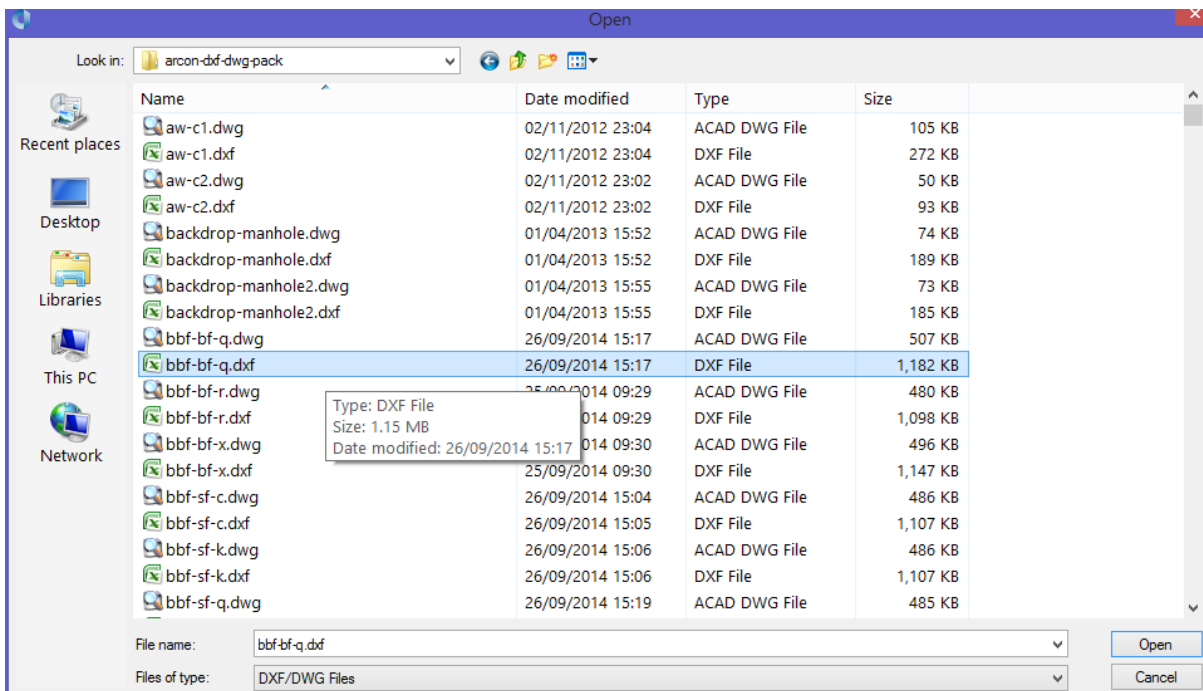 Open
Look in: arcon-dxf-dwg-pack
Name Date modified Type Size
aw-c1.dwg 02/11/2012 23:04 ACAD DWG File 105 KB
aw-c1.dxf 02/11/2012 23:04 DXF File 272 KB
aw-c2.dwg 02/11/2012 23:02 ACAD DWG File 50 KB
aw-c2.dxf 02/11/2012 23:02 DXF File 93 KB
backdrop-manhole.dwg 01/04/2013 15:52 ACAD DWG File 74 KB
backdrop-manhole.dxf 01/04/2013 15:52 DXF File 189 KB
backdrop-manhole2.dwg 01/04/2013 15:55 ACAD DWG File 73 KB
backdrop-manhole2.dxf 01/04/2013 15:55 DXF File 185 KB
bbf-bf-q.dwg 26/09/2014 15:17 ACAD DWG File 507 KB
bbf-bf-q.dxf 26/09/2014 15:17 DXF File 1,182 KB
bbf-bf-r.dwg 25/09/2014 09:29 ACAD DWG File 480 KB
bbf-bf-r.dxf 014 09:29 DXF File 1,098 KB
bbf-bf-x.dwg 014 09:30 ACAD DWG File 496 KB
bbf-bf-x.dxf 25/09/2014 09:30 DXF File 1,147 KB
bbf-sf-c.dwg 26/09/2014 15:04 ACAD DWG File 486 KB
bbf-sf-c.dxf 26/09/2014 15:05 DXF File 1,107 KB
bbf-sf-k.dwg 26/09/2014 15:06 ACAD DWG File 486 KB
bbf-sf-k.dxf 26/09/2014 15:06 DXF File 1,107 KB
bbf-sf-q.dwg 26/09/2014 15:19 ACAD DWG File 485 KB
Type: DXF File
Size: 1.15 MB
Date modified: 26/09/2014 15:17
Recent places
Desktop
Libraries
This PC
Network
File name: bbf-bf-q.dxf Open
Files of type: DXF/DWG Files Cancel